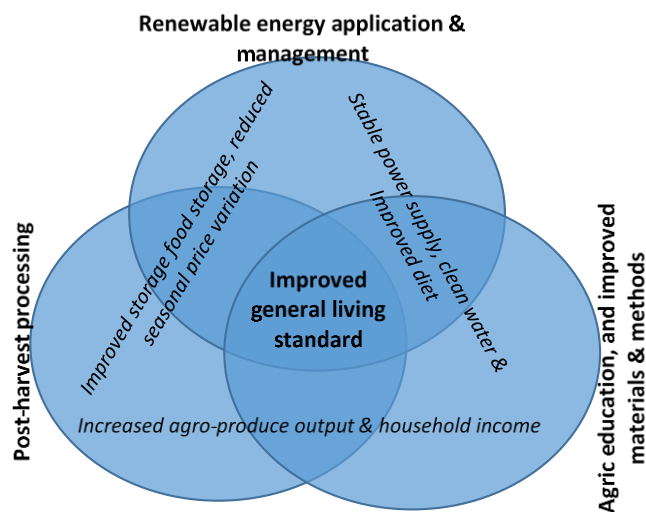 Renewable energy application &
management
Improved storage food storage, reduced
seasonal price variation
Stable power supply, clean water &
Improved diet
Post-harvest processing
Improved
general living
standard
Agric education, and improved
materials & methods
Increased agro-produce output & household income